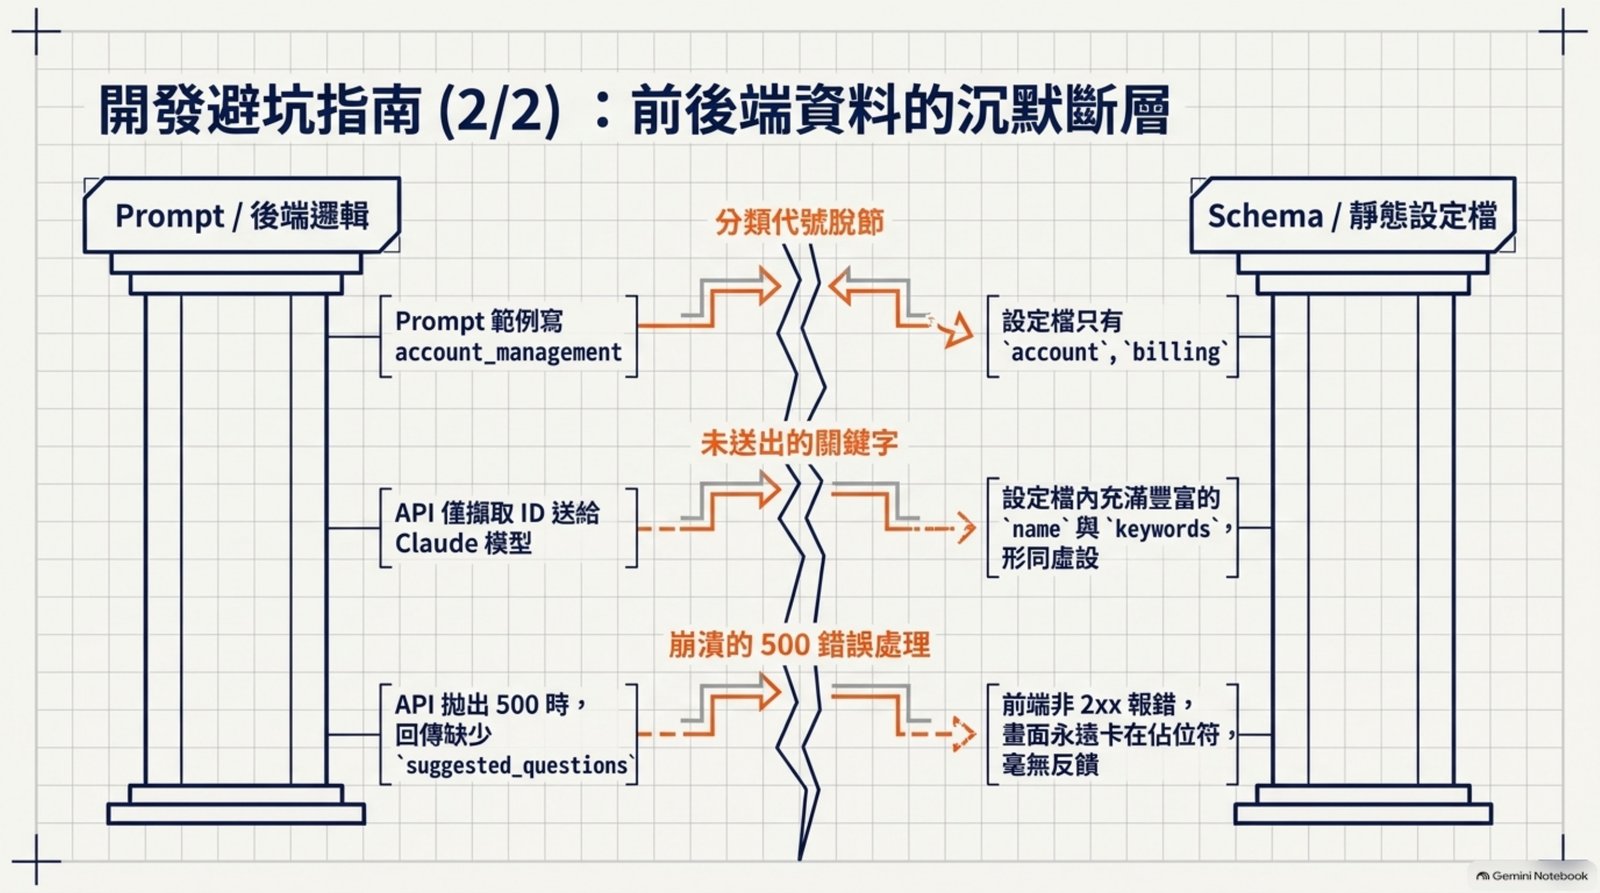 開發避坑指南 (2/2) ：前後端資料的沉默斷層
Prompt / 後端邏輯
Schema / 靜態設定檔
分類代號脫節
Prompt 範例寫
account_management
設定檔只有
`account`, `billing`
未送出的關鍵字
API 僅擷取 ID 送給
Claude 模型
設定檔內充滿豐富的
`name` 與 `keywords`，
形同虛設
崩潰的 500 錯誤處理
API 拋出 500 時，
回傳缺少
`suggested_questions`
前端非 2xx 報錯，
畫面永遠卡在佔位符，
毫無反饋
Gemini Notebook